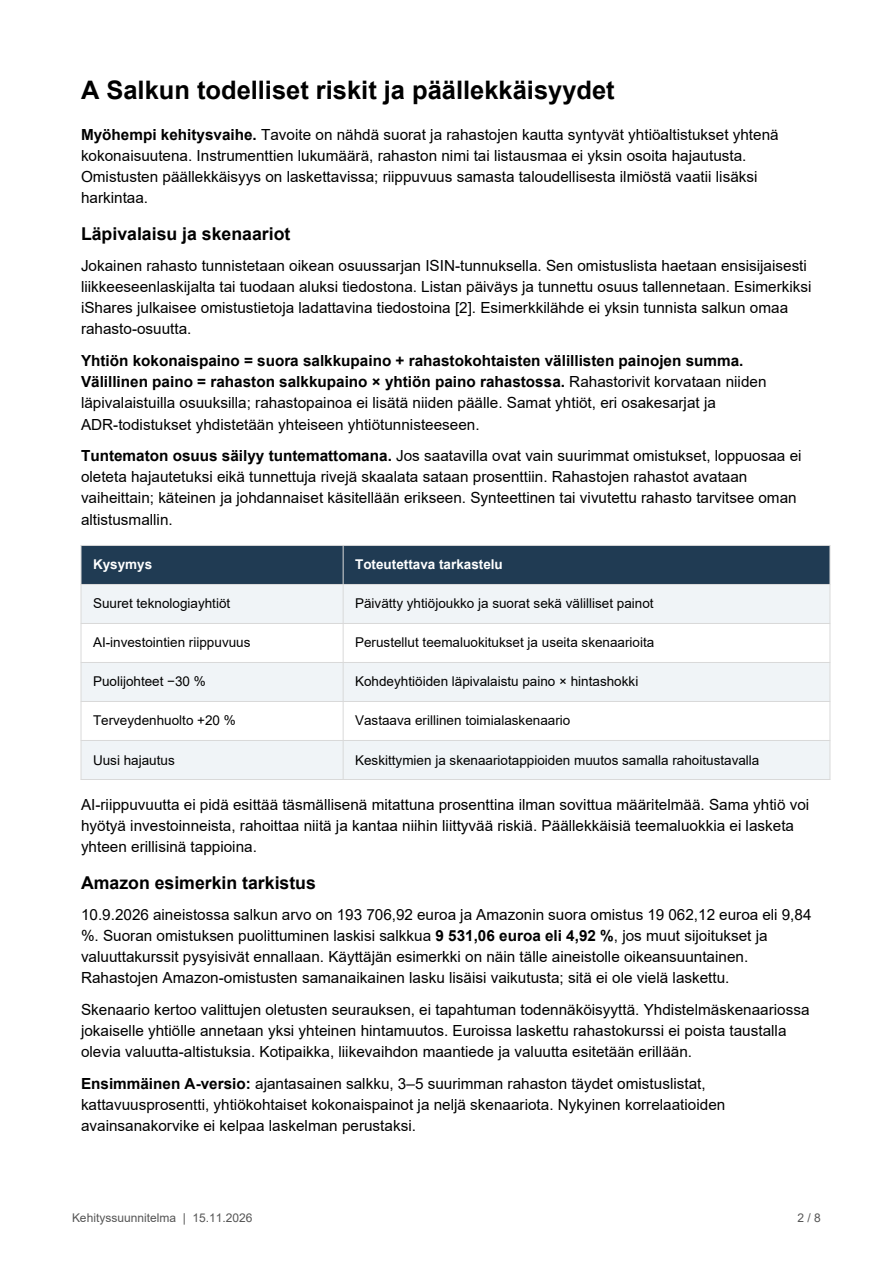 A Salkun todelliset riskit ja päällekkäisyydet
Myöhempi kehitysvaihe. Tavoite on nähdä suorat ja rahastojen kautta syntyvät yhtiöaltistukset yhtenä
kokonaisuutena. Instrumenttien lukumäärä, rahaston nimi tai listausmaa ei yksin osoita hajautusta.
Omistusten päällekkäisyys on laskettavissa; riippuvuus samasta taloudellisesta ilmiöstä vaatii lisäksi
harkintaa.
Läpivalaisu ja skenaariot
Jokainen rahasto tunnistetaan oikean osuussarjan ISIN-tunnuksella. Sen omistuslista haetaan ensisijaisesti
liikkeeseenlaskijalta tai tuodaan aluksi tiedostona. Listan päiväys ja tunnettu osuus tallennetaan. Esimerkiksi
iShares julkaisee omistustietoja ladattavina tiedostoina [2]. Esimerkkilähde ei yksin tunnista salkun omaa
rahasto-osuutta.
Yhtiön kokonaispaino = suora salkkupaino + rahastokohtaisten välillisten painojen summa.
Välillinen paino = rahaston salkkupaino × yhtiön paino rahastossa. Rahastorivit korvataan niiden
läpivalaistuilla osuuksilla; rahastopainoa ei lisätä niiden päälle. Samat yhtiöt, eri osakesarjat ja
ADR-todistukset yhdistetään yhteiseen yhtiötunnisteeseen.
Tuntematon osuus säilyy tuntemattomana. Jos saatavilla ovat vain suurimmat omistukset, loppuosaa ei
oleteta hajautetuksi eikä tunnettuja rivejä skaalata sataan prosenttiin. Rahastojen rahastot avataan
vaiheittain; käteinen ja johdannaiset käsitellään erikseen. Synteettinen tai vivutettu rahasto tarvitsee oman
altistusmallin.
Kysymys Toteutettava tarkastelu
Suuret teknologiayhtiöt Päivätty yhtiöjoukko ja suorat sekä välilliset painot
AI-investointien riippuvuus Perustellut teemaluokitukset ja useita skenaarioita
Puolijohteet −30 % Kohdeyhtiöiden läpivalaistu paino × hintashokki
Terveydenhuolto +20 % Vastaava erillinen toimialaskenaario
Uusi hajautus Keskittymien ja skenaariotappioiden muutos samalla rahoitustavalla
AI-riippuvuutta ei pidä esittää täsmällisenä mitattuna prosenttina ilman sovittua määritelmää. Sama yhtiö voi
hyötyä investoinneista, rahoittaa niitä ja kantaa niihin liittyvää riskiä. Päällekkäisiä teemaluokkia ei lasketa
yhteen erillisinä tappioina.
Amazon esimerkin tarkistus
10.9.2026 aineistossa salkun arvo on 193 706,92 euroa ja Amazonin suora omistus 19 062,12 euroa eli 9,84
%. Suoran omistuksen puolittuminen laskisi salkkua 9 531,06 euroa eli 4,92 %, jos muut sijoitukset ja
valuuttakurssit pysyisivät ennallaan. Käyttäjän esimerkki on näin tälle aineistolle oikeansuuntainen.
Rahastojen Amazon-omistusten samanaikainen lasku lisäisi vaikutusta; sitä ei ole vielä laskettu.
Skenaario kertoo valittujen oletusten seurauksen, ei tapahtuman todennäköisyyttä. Yhdistelmäskenaariossa
jokaiselle yhtiölle annetaan yksi yhteinen hintamuutos. Euroissa laskettu rahastokurssi ei poista taustalla
olevia valuutta-altistuksia. Kotipaikka, liikevaihdon maantiede ja valuutta esitetään erillään.
Ensimmäinen A-versio: ajantasainen salkku, 3–5 suurimman rahaston täydet omistuslistat,
kattavuusprosentti, yhtiökohtaiset kokonaispainot ja neljä skenaariota. Nykyinen korrelaatioiden
avainsanakorvike ei kelpaa laskelman perustaksi.
Kehityssuunnitelma | 15.11.2026 2 / 8